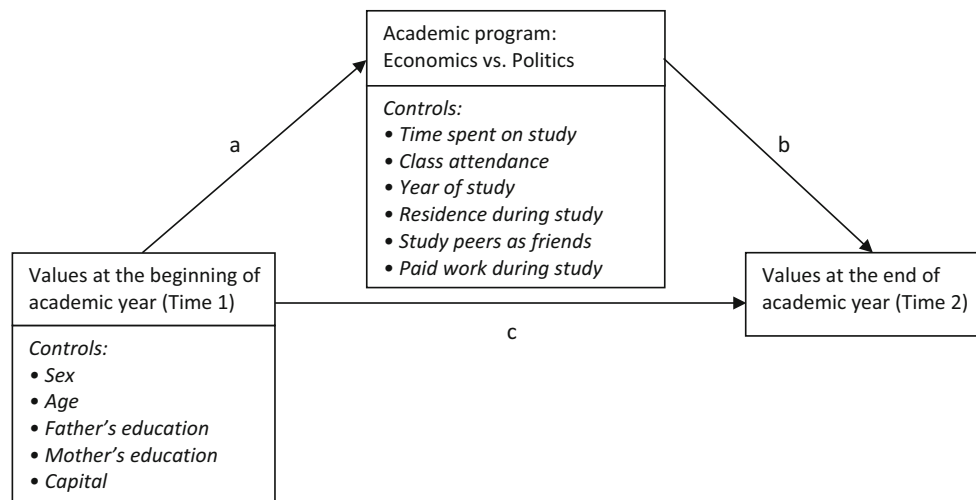 Academic program:
Economics vs. Politics
Controls:
• Time spent on study
• Class attendance
• Year of study
• Residence during study
• Study peers as friends
• Paid work during study
a
b
Values at the beginning of
academic year (Time 1)
Controls:
• Sex
• Age
• Father’s education
• Mother’s education
• Capital
c
Values at the end of
academic year (Time 2)